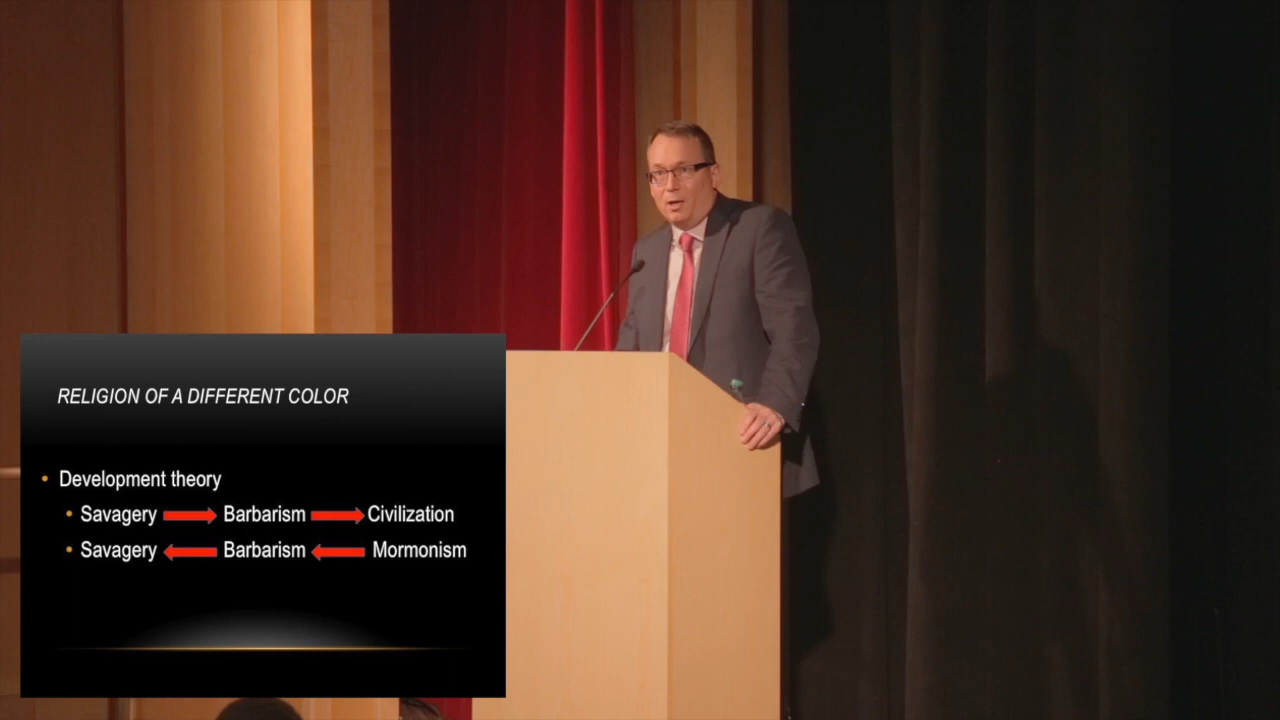 RELIGION OF A DIFFERENT COLOR
• Development theory
• Savagery → Barbarism → Civilization
• Savagery ← Barbarism ← Mormonism